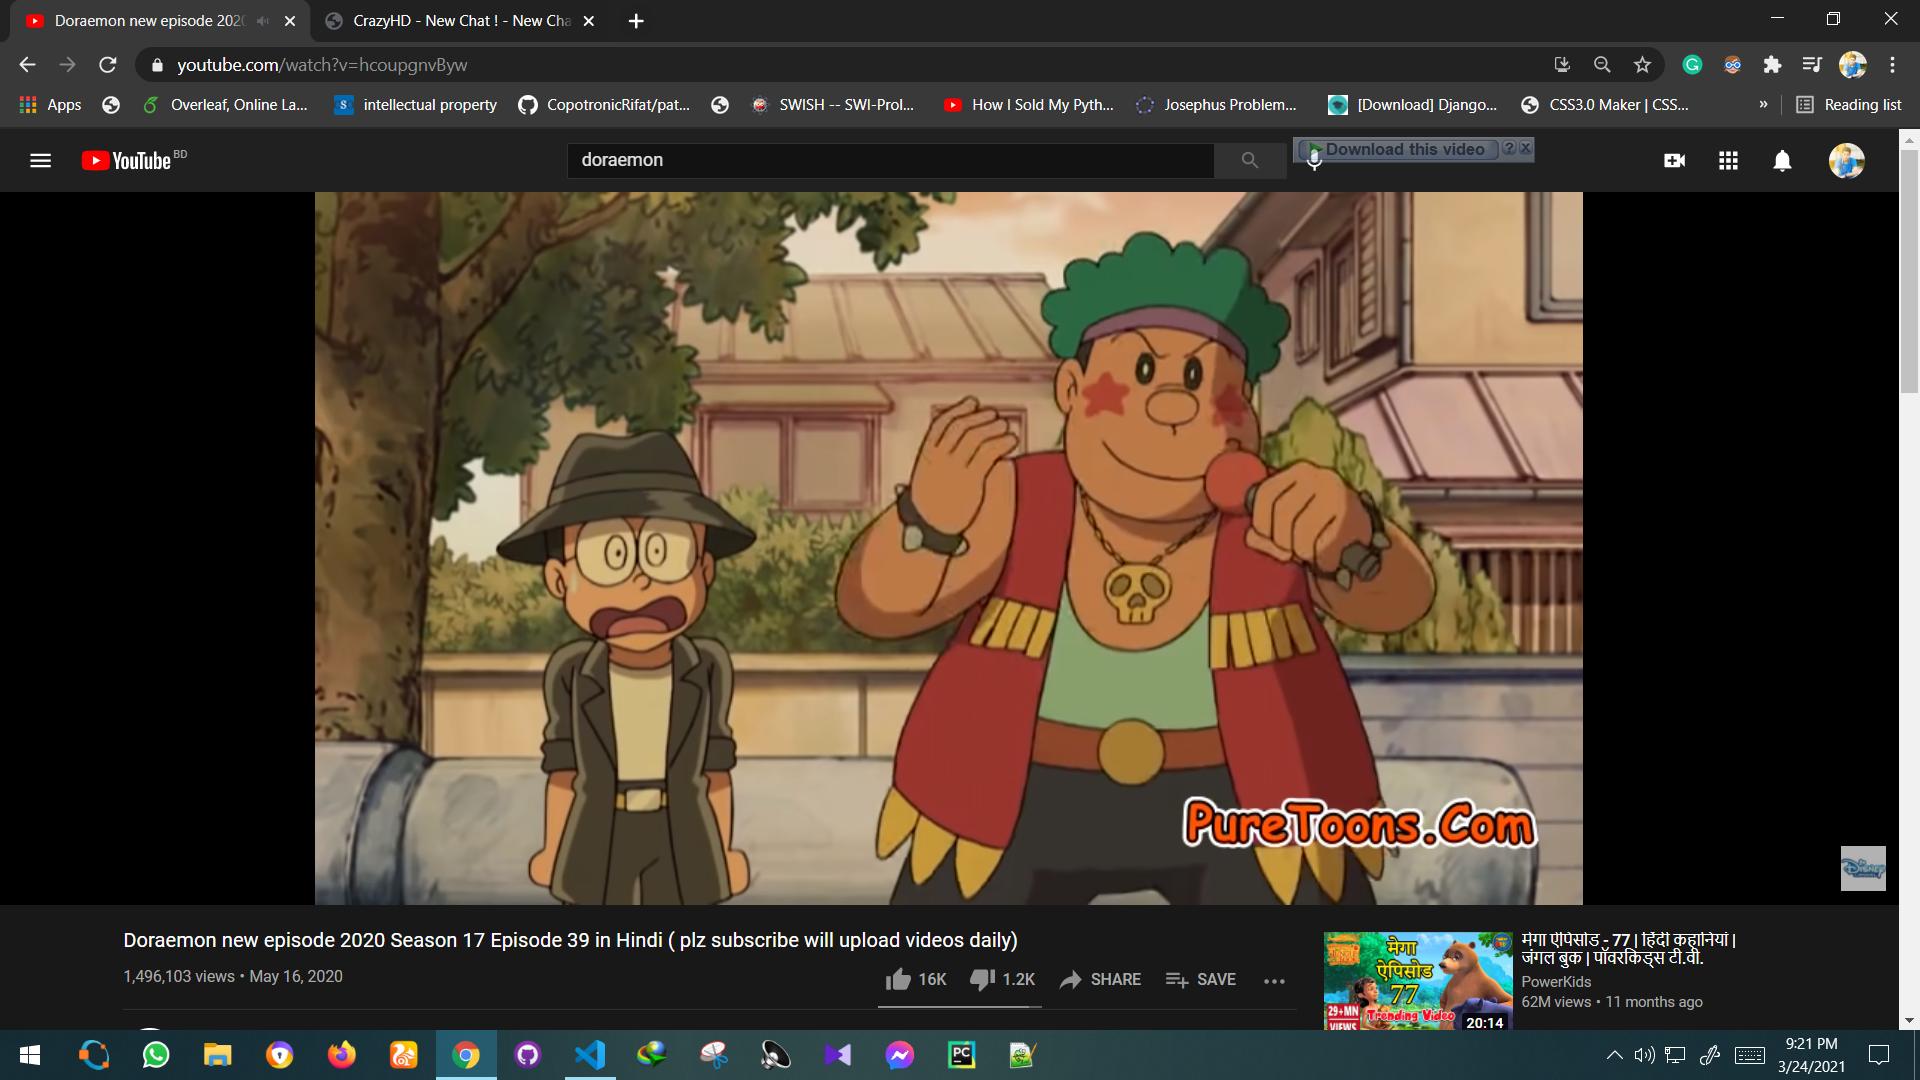 Doraemon new episode 2020
CrazyHD - New Chat ! - New Cha
youtube.com/watch?v=hcoupgnvByw
Apps
Overleaf, Online La...
intellectual property
CopotronicRifat/pat...
SWISH -- SWI-Prol...
How I Sold My Pyth...
Josephus Problem...
[Download] Django...
CSS3.0 Maker | CSS...
»
Reading list
YouTube BD
doraemon
Download this video
PureToons.Com
Disney
Doraemon new episode 2020 Season 17 Episode 39 in Hindi ( plz subscribe will upload videos daily)
1,496,103 views • May 16, 2020
16K
1.2K
SHARE
SAVE
मेगा ऐपिसोड 77
29+MN VIEWS
Trending Video
20:14
मेगा ऐपिसोड - 77 | हिंदी कहानियां |
जंगल बुक | पॉवरकिड्स टी.वी.
PowerKids
62M views • 11 months ago
PC
9:21 PM
3/24/2021